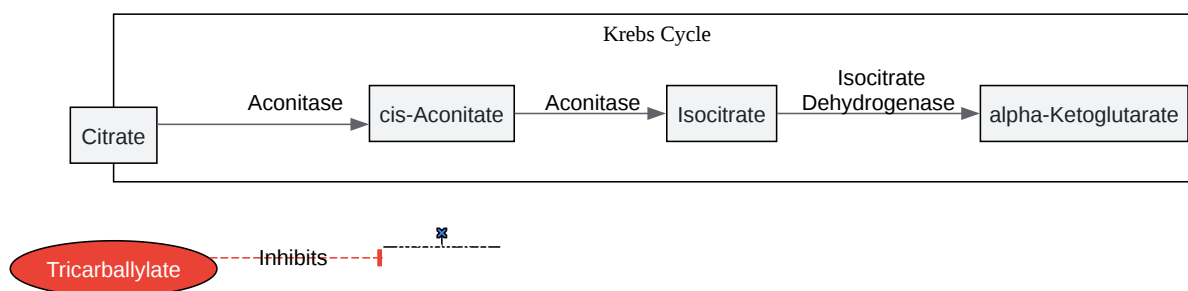 Krebs Cycle
Citrate
Aconitase
cis-Aconitate
Aconitase
Isocitrate
Isocitrate
Dehydrogenase
alpha-Ketoglutarate
Tricarballylate
Inhibits